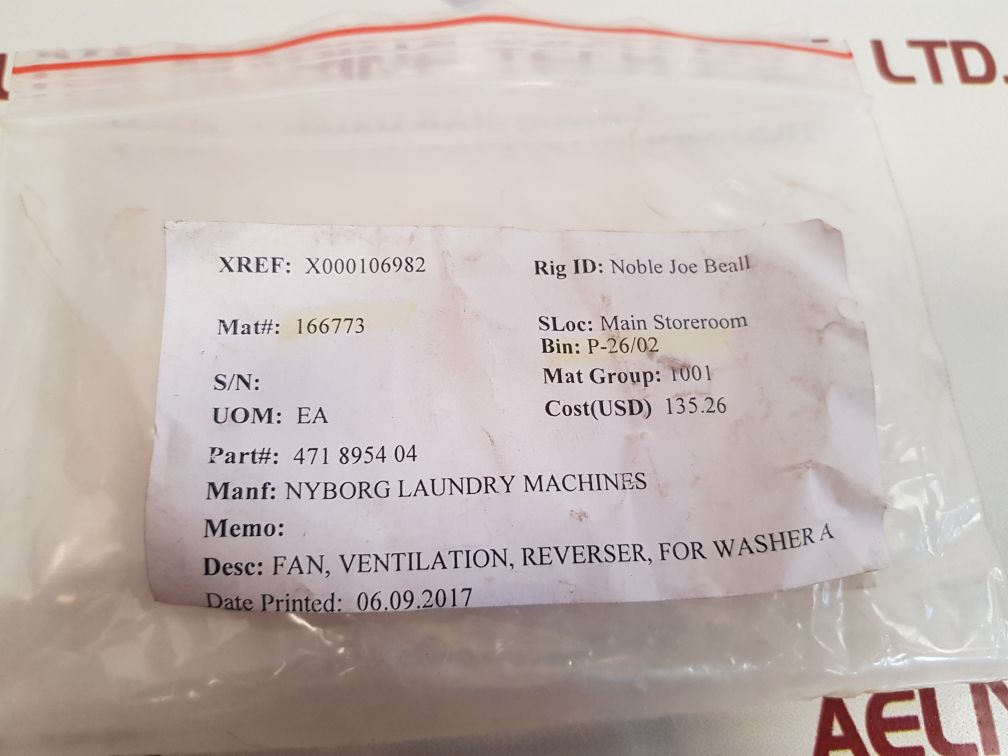 LTD.
XREF: X000106982
Rig ID: Noble Joe Beall
Mat#: 166773
SLoc: Main Storeroom
Bin: P-26/02
S/N:
Mat Group: 1001
UOM: EA
Cost(USD) 135.26
Part#: 471 8954 04
Manf: NYBORG LAUNDRY MACHINES
Memo:
Desc: FAN, VENTILATION, REVERSER, FOR WASHER A
Date Printed: 06.09.2017